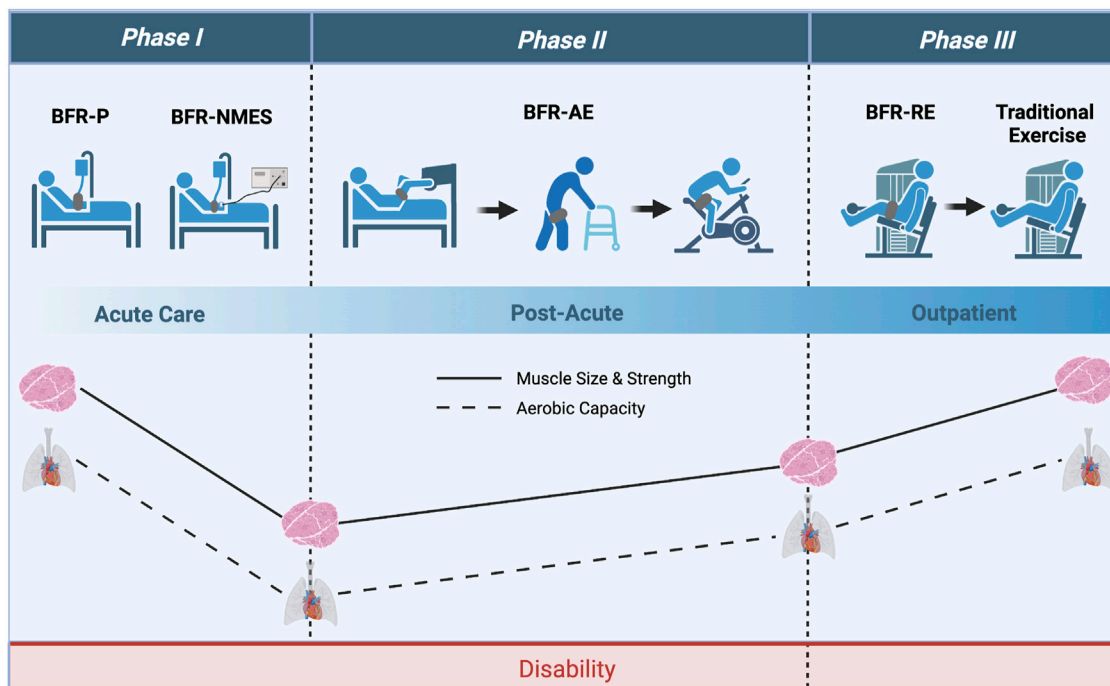 Phase I
Phase II
Phase III
BFR-P
BFR-NMES
BFR-AE
BFR-RE
Traditional
Exercise
Acute Care
Post-Acute
Outpatient
Muscle Size & Strength
Aerobic Capacity
Disability